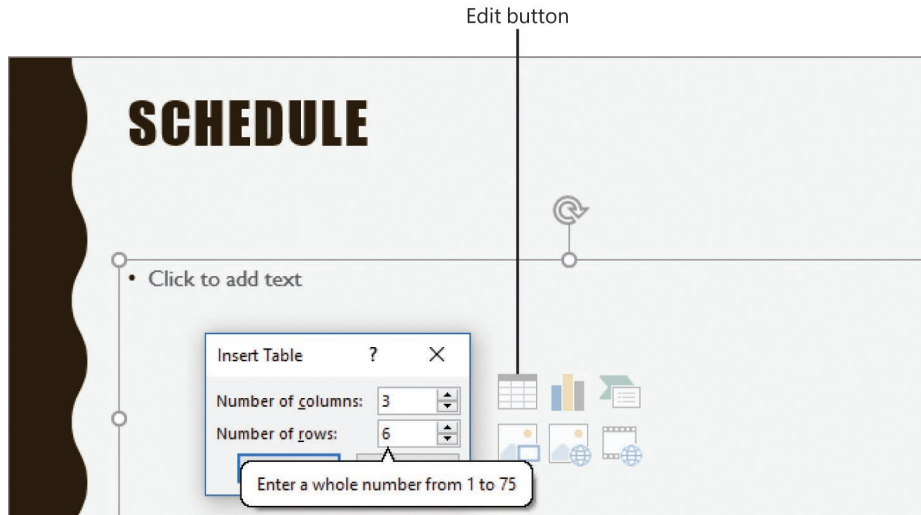 Edit button
SCHEDULE
• Click to add text
Insert Table ?
Number of columns: 3
Number of rows: 6
Enter a whole number from 1 to 75